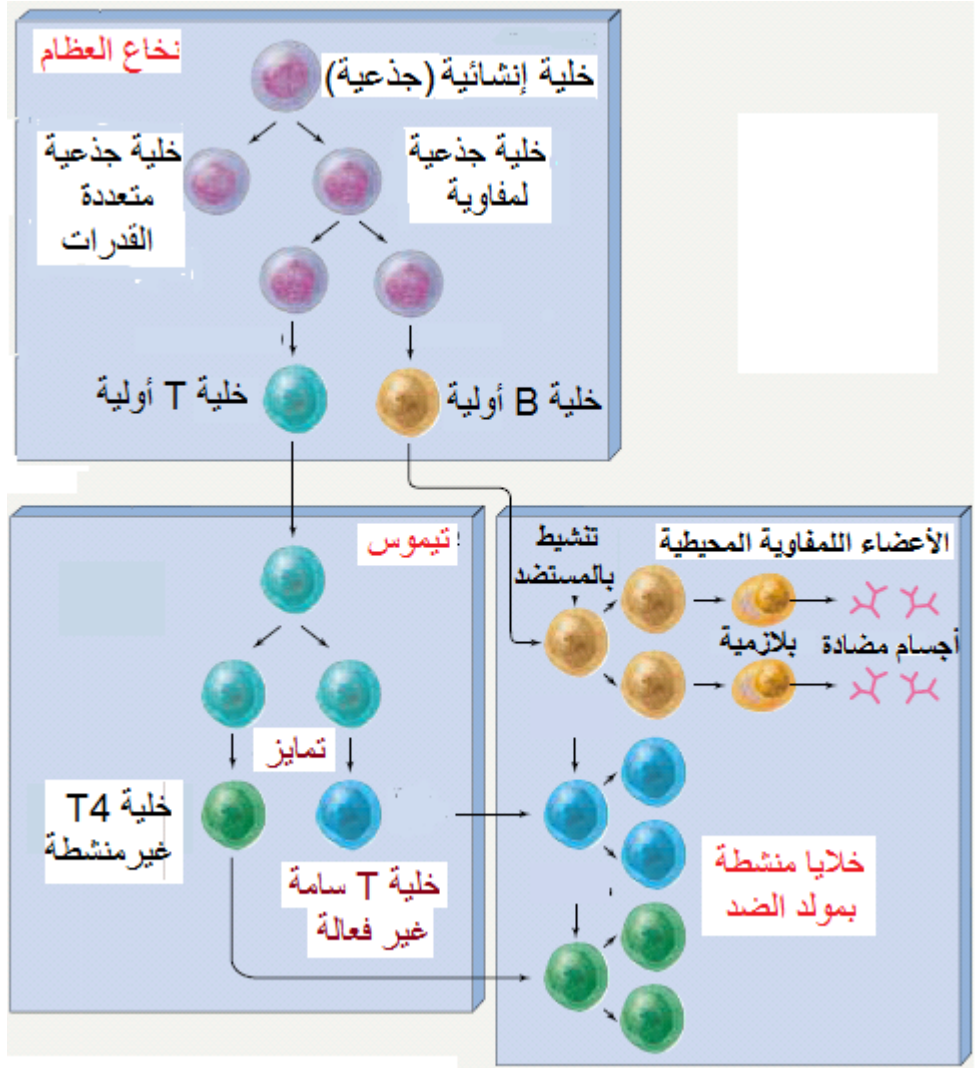 نخاع العظام
خلية إنشائية (جذعية)
خلية جذعية
متعددة
القدرات
خلية جذعية
لمفاوية
خلية T أولية
خلية B أولية
تيموس
تمايز
خلية T4
غيرمنشطة
خلية T سامة
غير فعالة
الأعضاء اللمفاوية المحيطية
تنشيط
بالمستضد
بلازمية
أجسام مضادة
خلايا منشطة
بمولد الضد